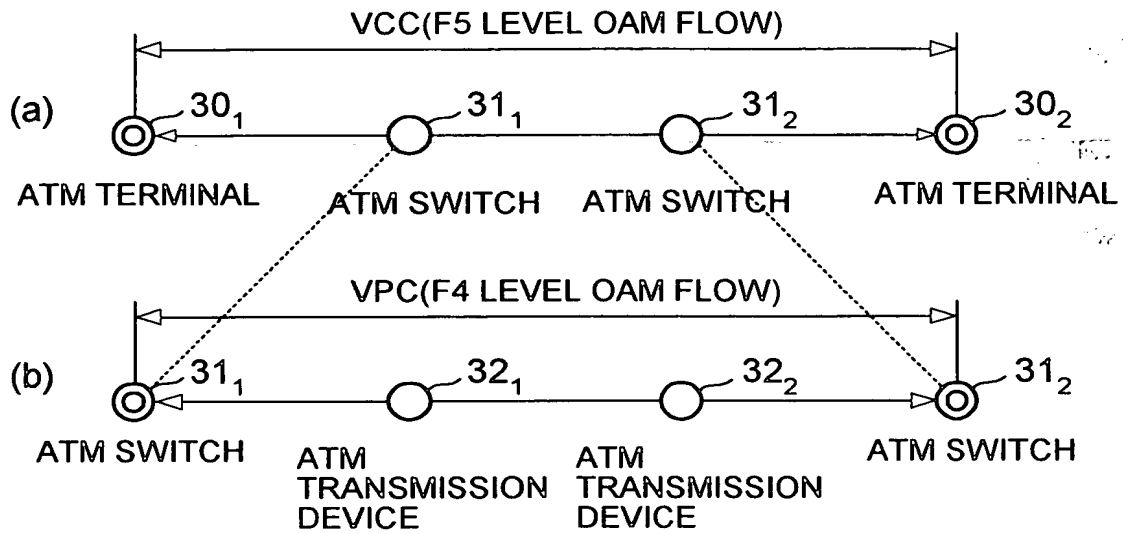 VCC(F5 LEVEL OAM FLOW)
(a)
30₁
31₁
31₂
30₂
ATM TERMINAL
ATM SWITCH
ATM SWITCH
ATM TERMINAL
VPC(F4 LEVEL OAM FLOW)
(b)
31₁
32₁
32₂
31₂
ATM SWITCH
ATM
TRANSMISSION
DEVICE
ATM
TRANSMISSION
DEVICE
ATM SWITCH